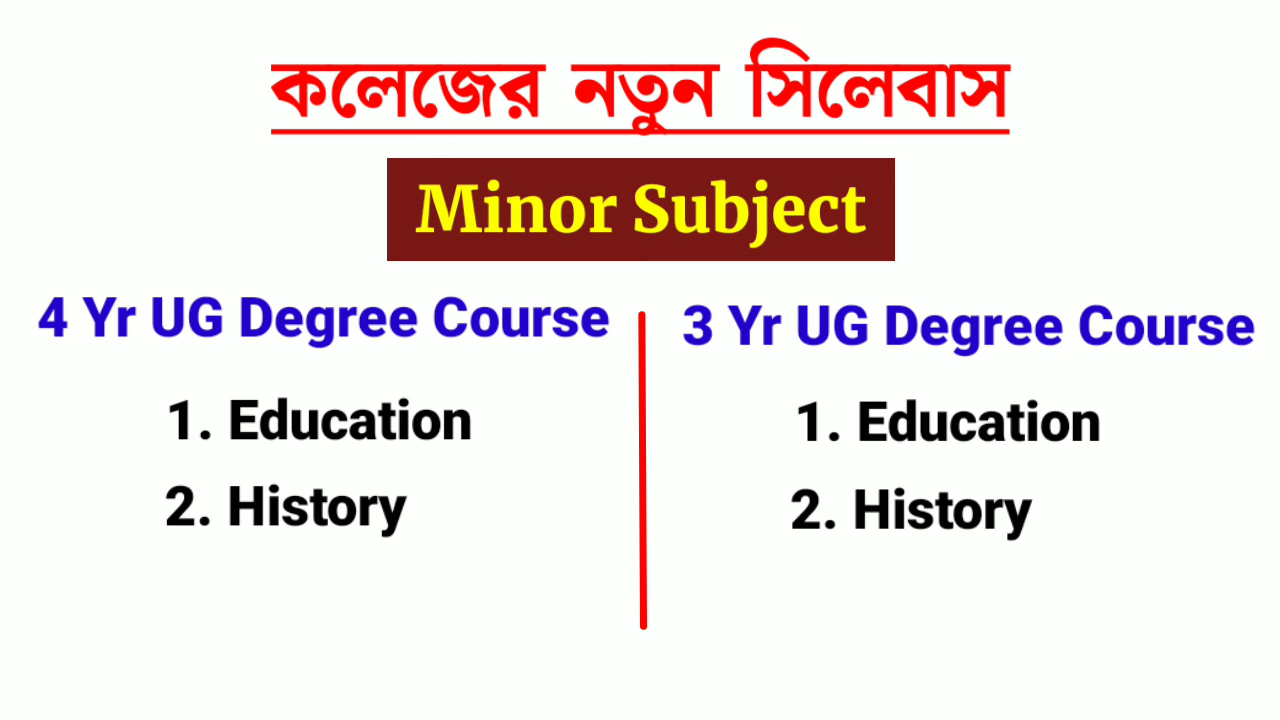 কলেজের নতুন সিলেবাস
Minor Subject
4 Yr UG Degree Course
1. Education
2. History
3 Yr UG Degree Course
1. Education
2. History